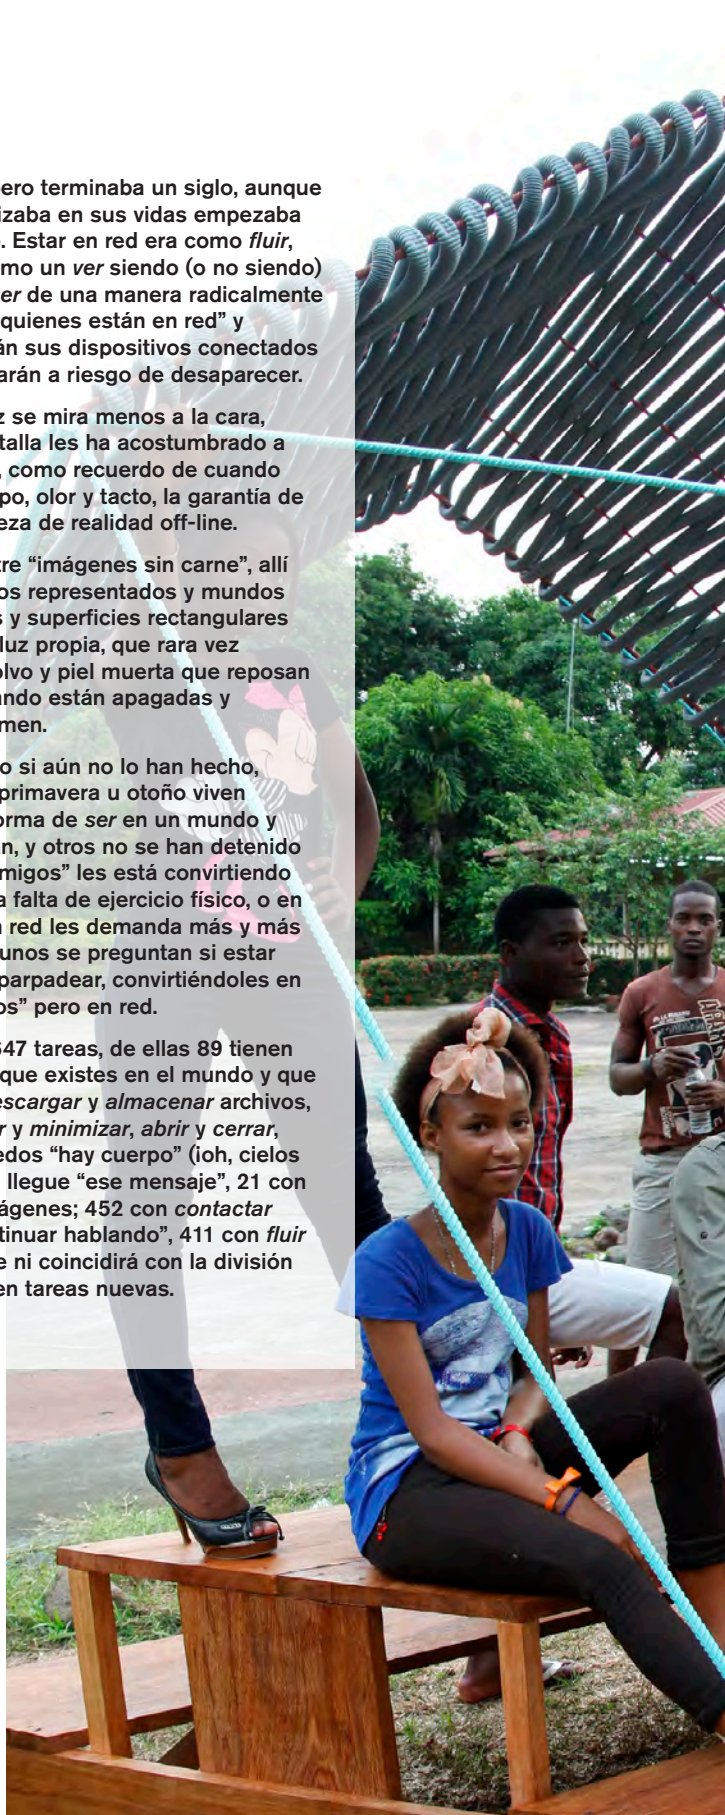 ero terminaba un siglo, aunque
izaba en sus vidas empezaba
. Estar en red era como fluir,
mo un ver siendo (o no siendo)
er de una manera radicalmente
quienes están en red” y
án sus dispositivos conectados
arán a riesgo de desaparecer.
z se mira menos a la cara,
talla les ha acostumbrado a
, como recuerdo de cuando
po, olor y tacto, la garantía de
eza de realidad off-line.
tre “imágenes sin carne”, allí
os representados y mundos
s y superficies rectangulares
luz propia, que rara vez
olvo y piel muerta que reposan
ando están apagadas y
men.
o si aún no lo han hecho,
primavera u otoño viven
orma de ser en un mundo y
n, y otros no se han detenido
migos” les está convirtiendo
a falta de ejercicio físico, o en
a red les demanda más y más
unos se preguntan si estar
parpadear, convirtiéndoles en
os” pero en red.
647 tareas, de ellas 89 tienen
que existes en el mundo y que
escargar y almacenar archivos,
r y minimizar, abrir y cerrar,
edos “hay cuerpo” (¡oh, cielos
llegue “ese mensaje”, 21 con
ágenes; 452 con contactar
tinuar hablando”, 411 con fluir
e ni coincidirá con la división
en tareas nuevas.